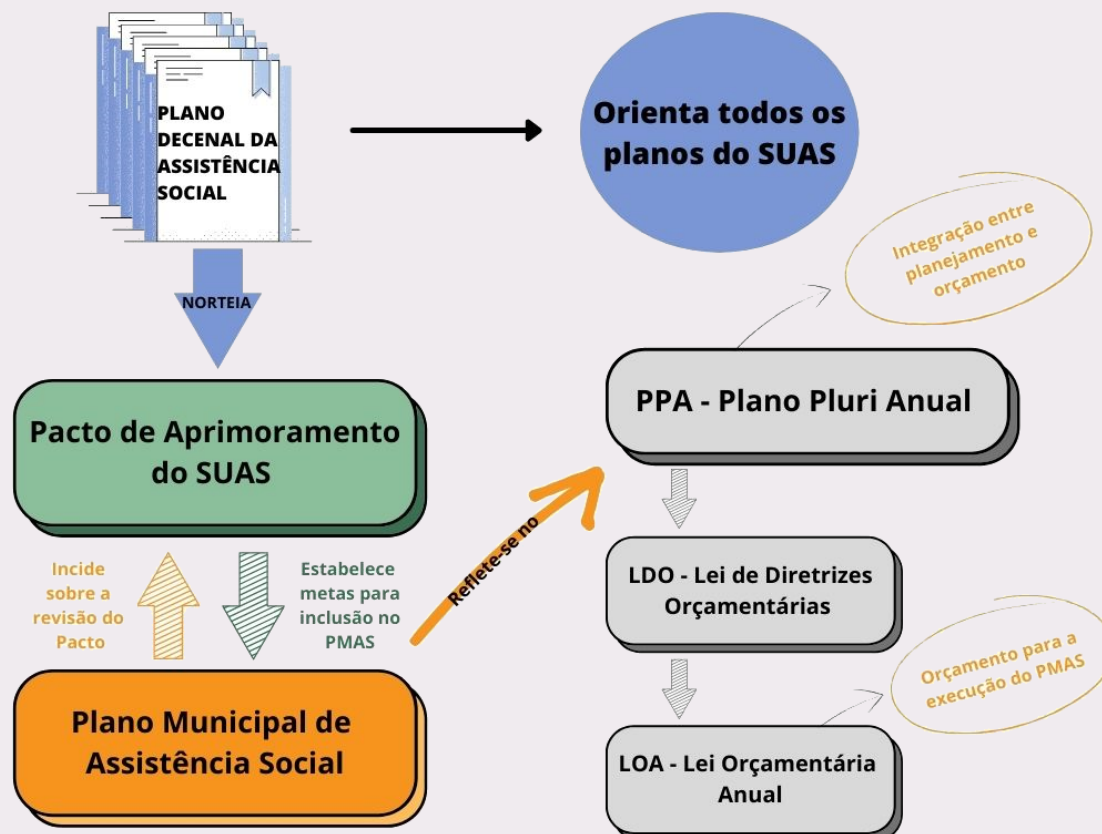 PLANO
DECENAL DA
ASSISTÊNCIA
SOCIAL
Orienta todos os
planos do SUAS
Integração entre
planejamento e
orçamento
NORTEIA
Pacto de Aprimoramento
do SUAS
PPA - Plano Pluri Anual
Reflete-se no
Incide
sobre a
revisão do
Pacto
Estabelece
metas para
inclusão no
PMAS
LDO - Lei de Diretrizes
Orçamentárias
Orçamento para a
execução do PMAS
Plano Municipal de
Assistência Social
LOA - Lei Orçamentária
Anual